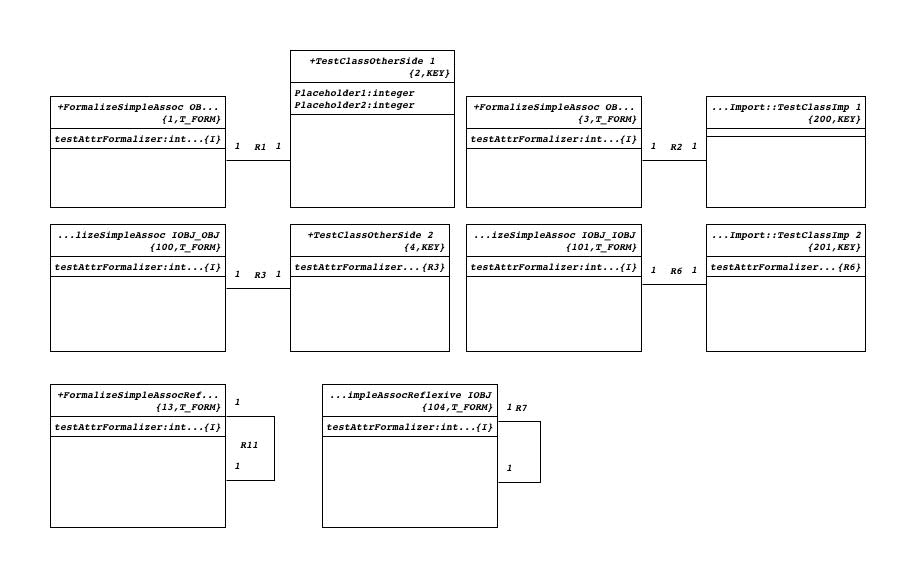 +TestClassOtherSide 1
{2,KEY}
Placeholder1:integer
Placeholder2:integer
+FormalizeSimpleAssoc OB...
{1,T_FORM}
testAttrFormalizer:int...{I}
1 R1 1
+FormalizeSimpleAssoc OB...
{3,T_FORM}
testAttrFormalizer:int...{I}
1 R2 1
...Import::TestClassImp 1
{200,KEY}
...lizeSimpleAssoc IOBJ_OBJ
{100,T_FORM}
testAttrFormalizer:int...{I}
1 R3 1
+TestClassOtherSide 2
{4,KEY}
testAttrFormalizer...{R3}
...izeSimpleAssoc IOBJ_IOBJ
{101,T_FORM}
testAttrFormalizer:int...{I}
1 R6 1
...Import::TestClassImp 2
{201,KEY}
testAttrFormalizer...{R6}
+FormalizeSimpleAssocRef...
{13,T_FORM}
testAttrFormalizer:int...{I}
1
R11
1
...impleAssocReflexive IOBJ
{104,T_FORM}
testAttrFormalizer:int...{I}
1 R7
1